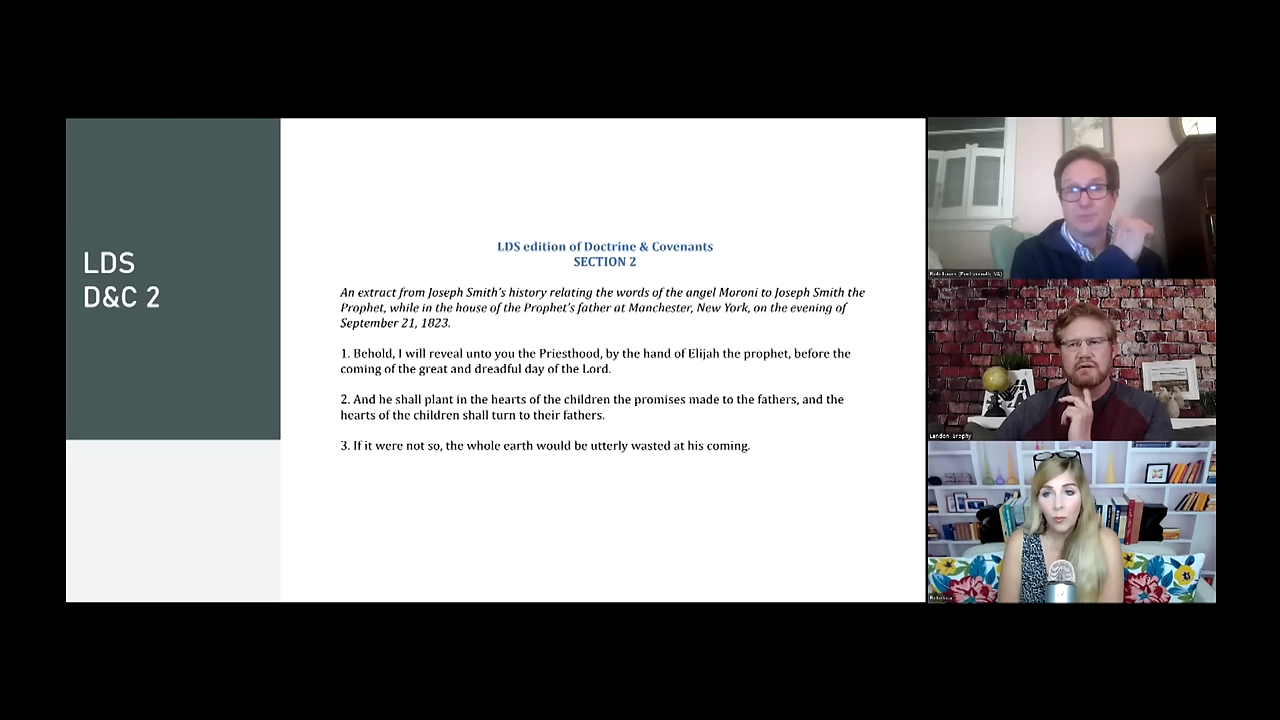 LDS
D&C 2
LDS edition of Doctrine & Covenants
SECTION 2
An extract from Joseph Smith's history relating the words of the angel Moroni to Joseph Smith the
Prophet, while in the house of the Prophet's father at Manchester, New York, on the evening of
September 21, 1823.
1. Behold, I will reveal unto you the Priesthood, by the hand of Elijah the prophet, before the
coming of the great and dreadful day of the Lord.
2. And he shall plant in the hearts of the children the promises made to the fathers, and the
hearts of the children shall turn to their fathers.
3. If it were not so, the whole earth would be utterly wasted at his coming.
Landon Brophy
Rebecca